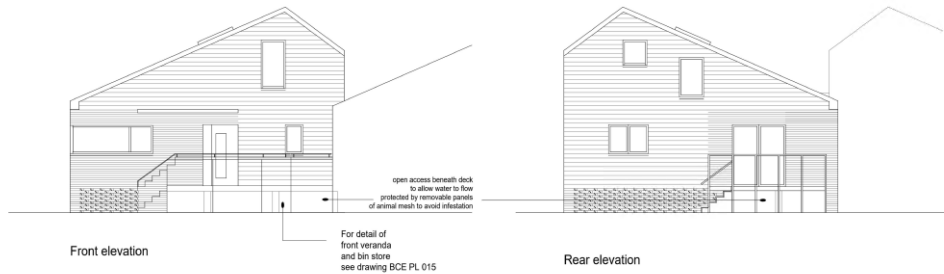 open access beneath deck
to allow water to flow
protected by removable panels
of animal mesh to avoid infestation
For detail of
front veranda
and bin store
see drawing BCE PL 015
Front elevation
Rear elevation